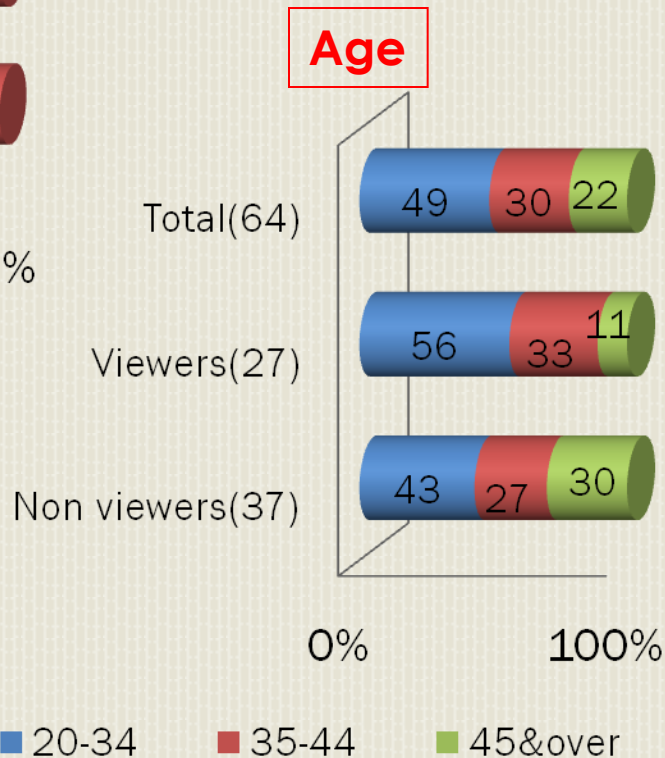 Age
Total(64)
49 30 22
%
Viewers(27)
56 33 11
Non viewers(37)
43 27 30
0% 100%
20-34 35-44 45&over